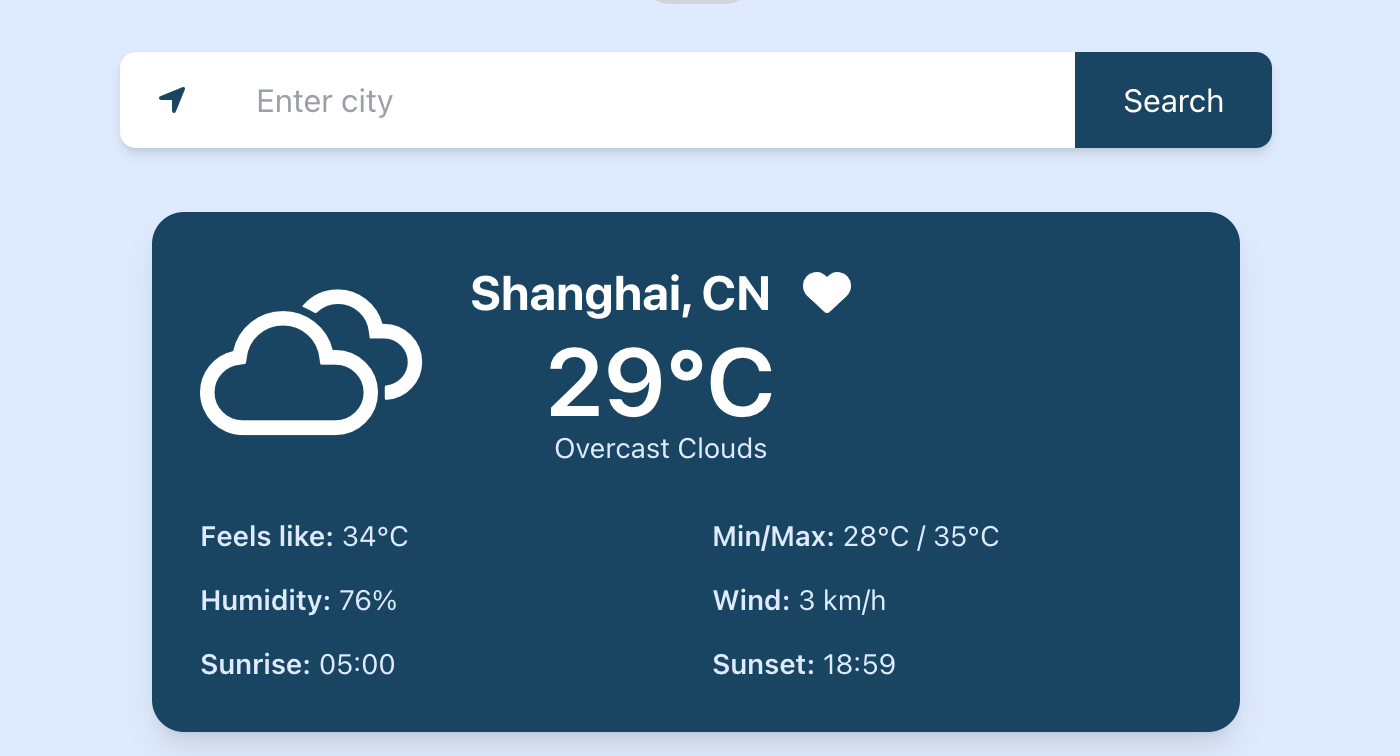 Enter city
Search
Shanghai, CN
29°C
Overcast Clouds
Feels like: 34°C
Min/Max: 28°C / 35°C
Humidity: 76%
Wind: 3 km/h
Sunrise: 05:00
Sunset: 18:59